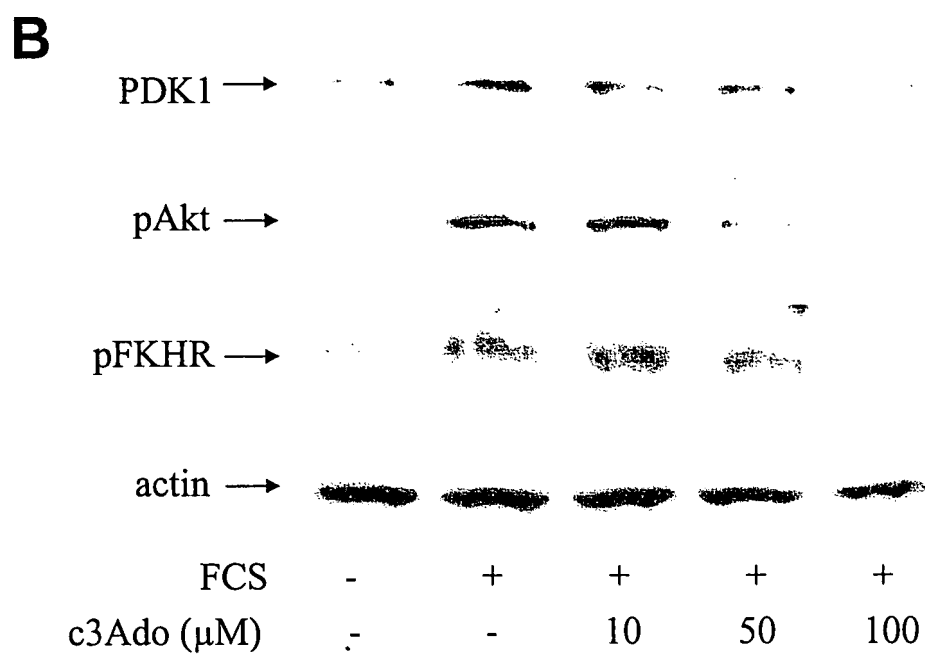 B
PDK1
pAkt
pFKHR
actin
FCS - + + + +
c3Ado (μM) - - 10 50 100